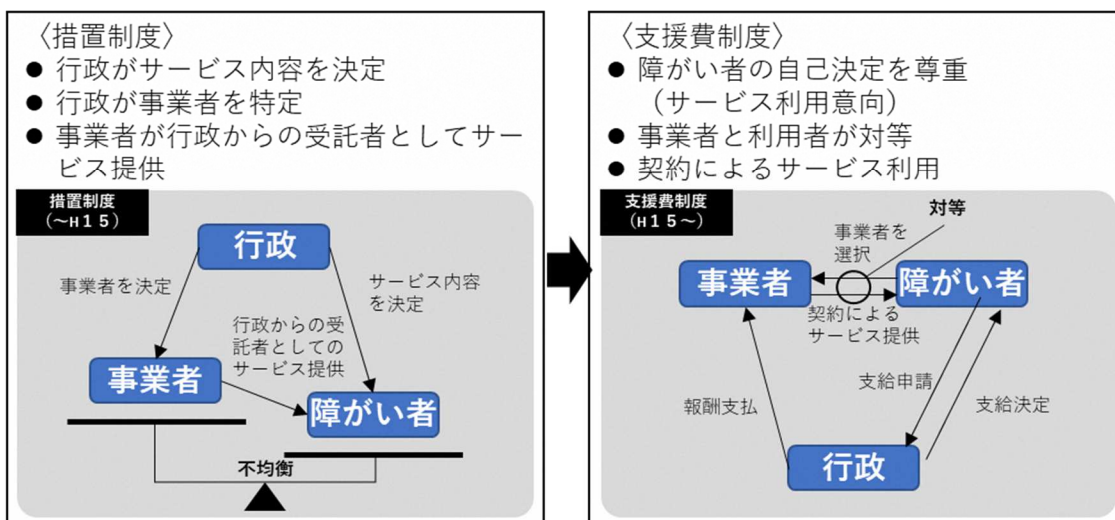 〈措置制度〉
● 行政がサービス内容を決定
● 行政が事業者を特定
● 事業者が行政からの受託者としてサー
ビス提供
措置制度
（～H15）
行政
事業者を決定
サービス内容
を決定
行政からの受
託者としての
サービス提供
事業者
障がい者
不均衡
〈支援費制度〉
● 障がい者の自己決定を尊重
（サービス利用意向）
● 事業者と利用者が対等
● 契約によるサービス利用
支援費制度
（H15～）
対等
事業者を
選択
事業者
障がい者
契約による
サービス提供
報酬支払
支給申請
支給決定
行政